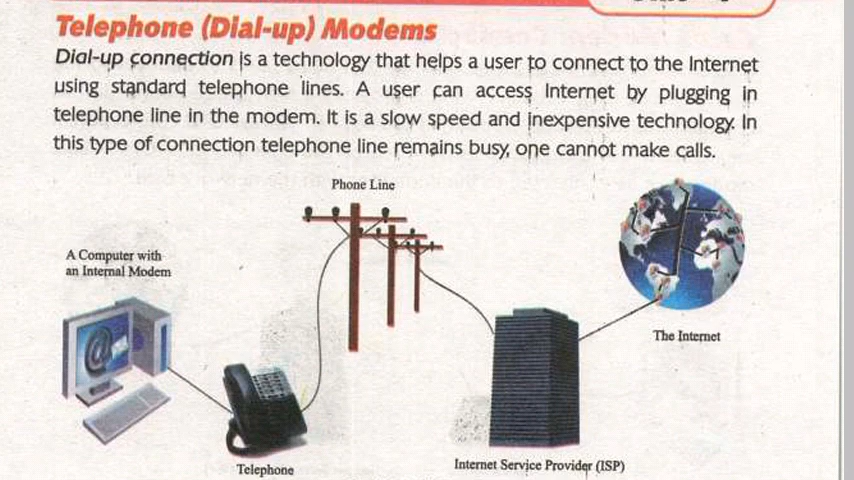 Telephone (Dial-up) Modems
Dial-up connection is a technology that helps a user to connect to the Internet
using standard telephone lines. A user can access Internet by plugging in
telephone line in the modem. It is a slow speed and inexpensive technology. In
this type of connection telephone line remains busy, one cannot make calls.
Phone Line
A Computer with
an Internal Modem
The Internet
Telephone
Internet Service Provider (ISP)